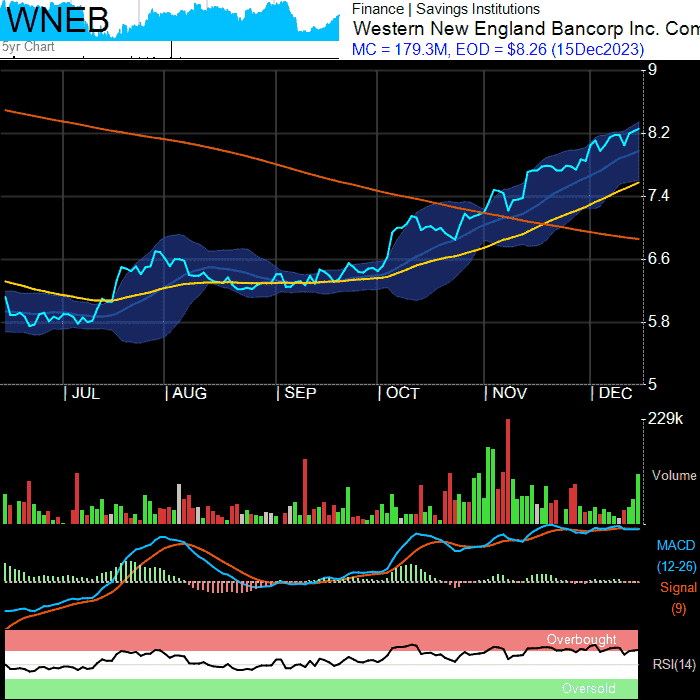 WNEB
5yr Chart
Finance | Savings Institutions
Western New England Bancorp Inc. Com
MC = 179.3M, EOD = $8.26 (15Dec2023)
9
8.2
7.4
6.6
5.8
5
| JUL | AUG | SEP | OCT | NOV | DEC
229k
Volume
MACD
(12-26)
Signal
(9)
Overbought
RSI(14)
Oversold